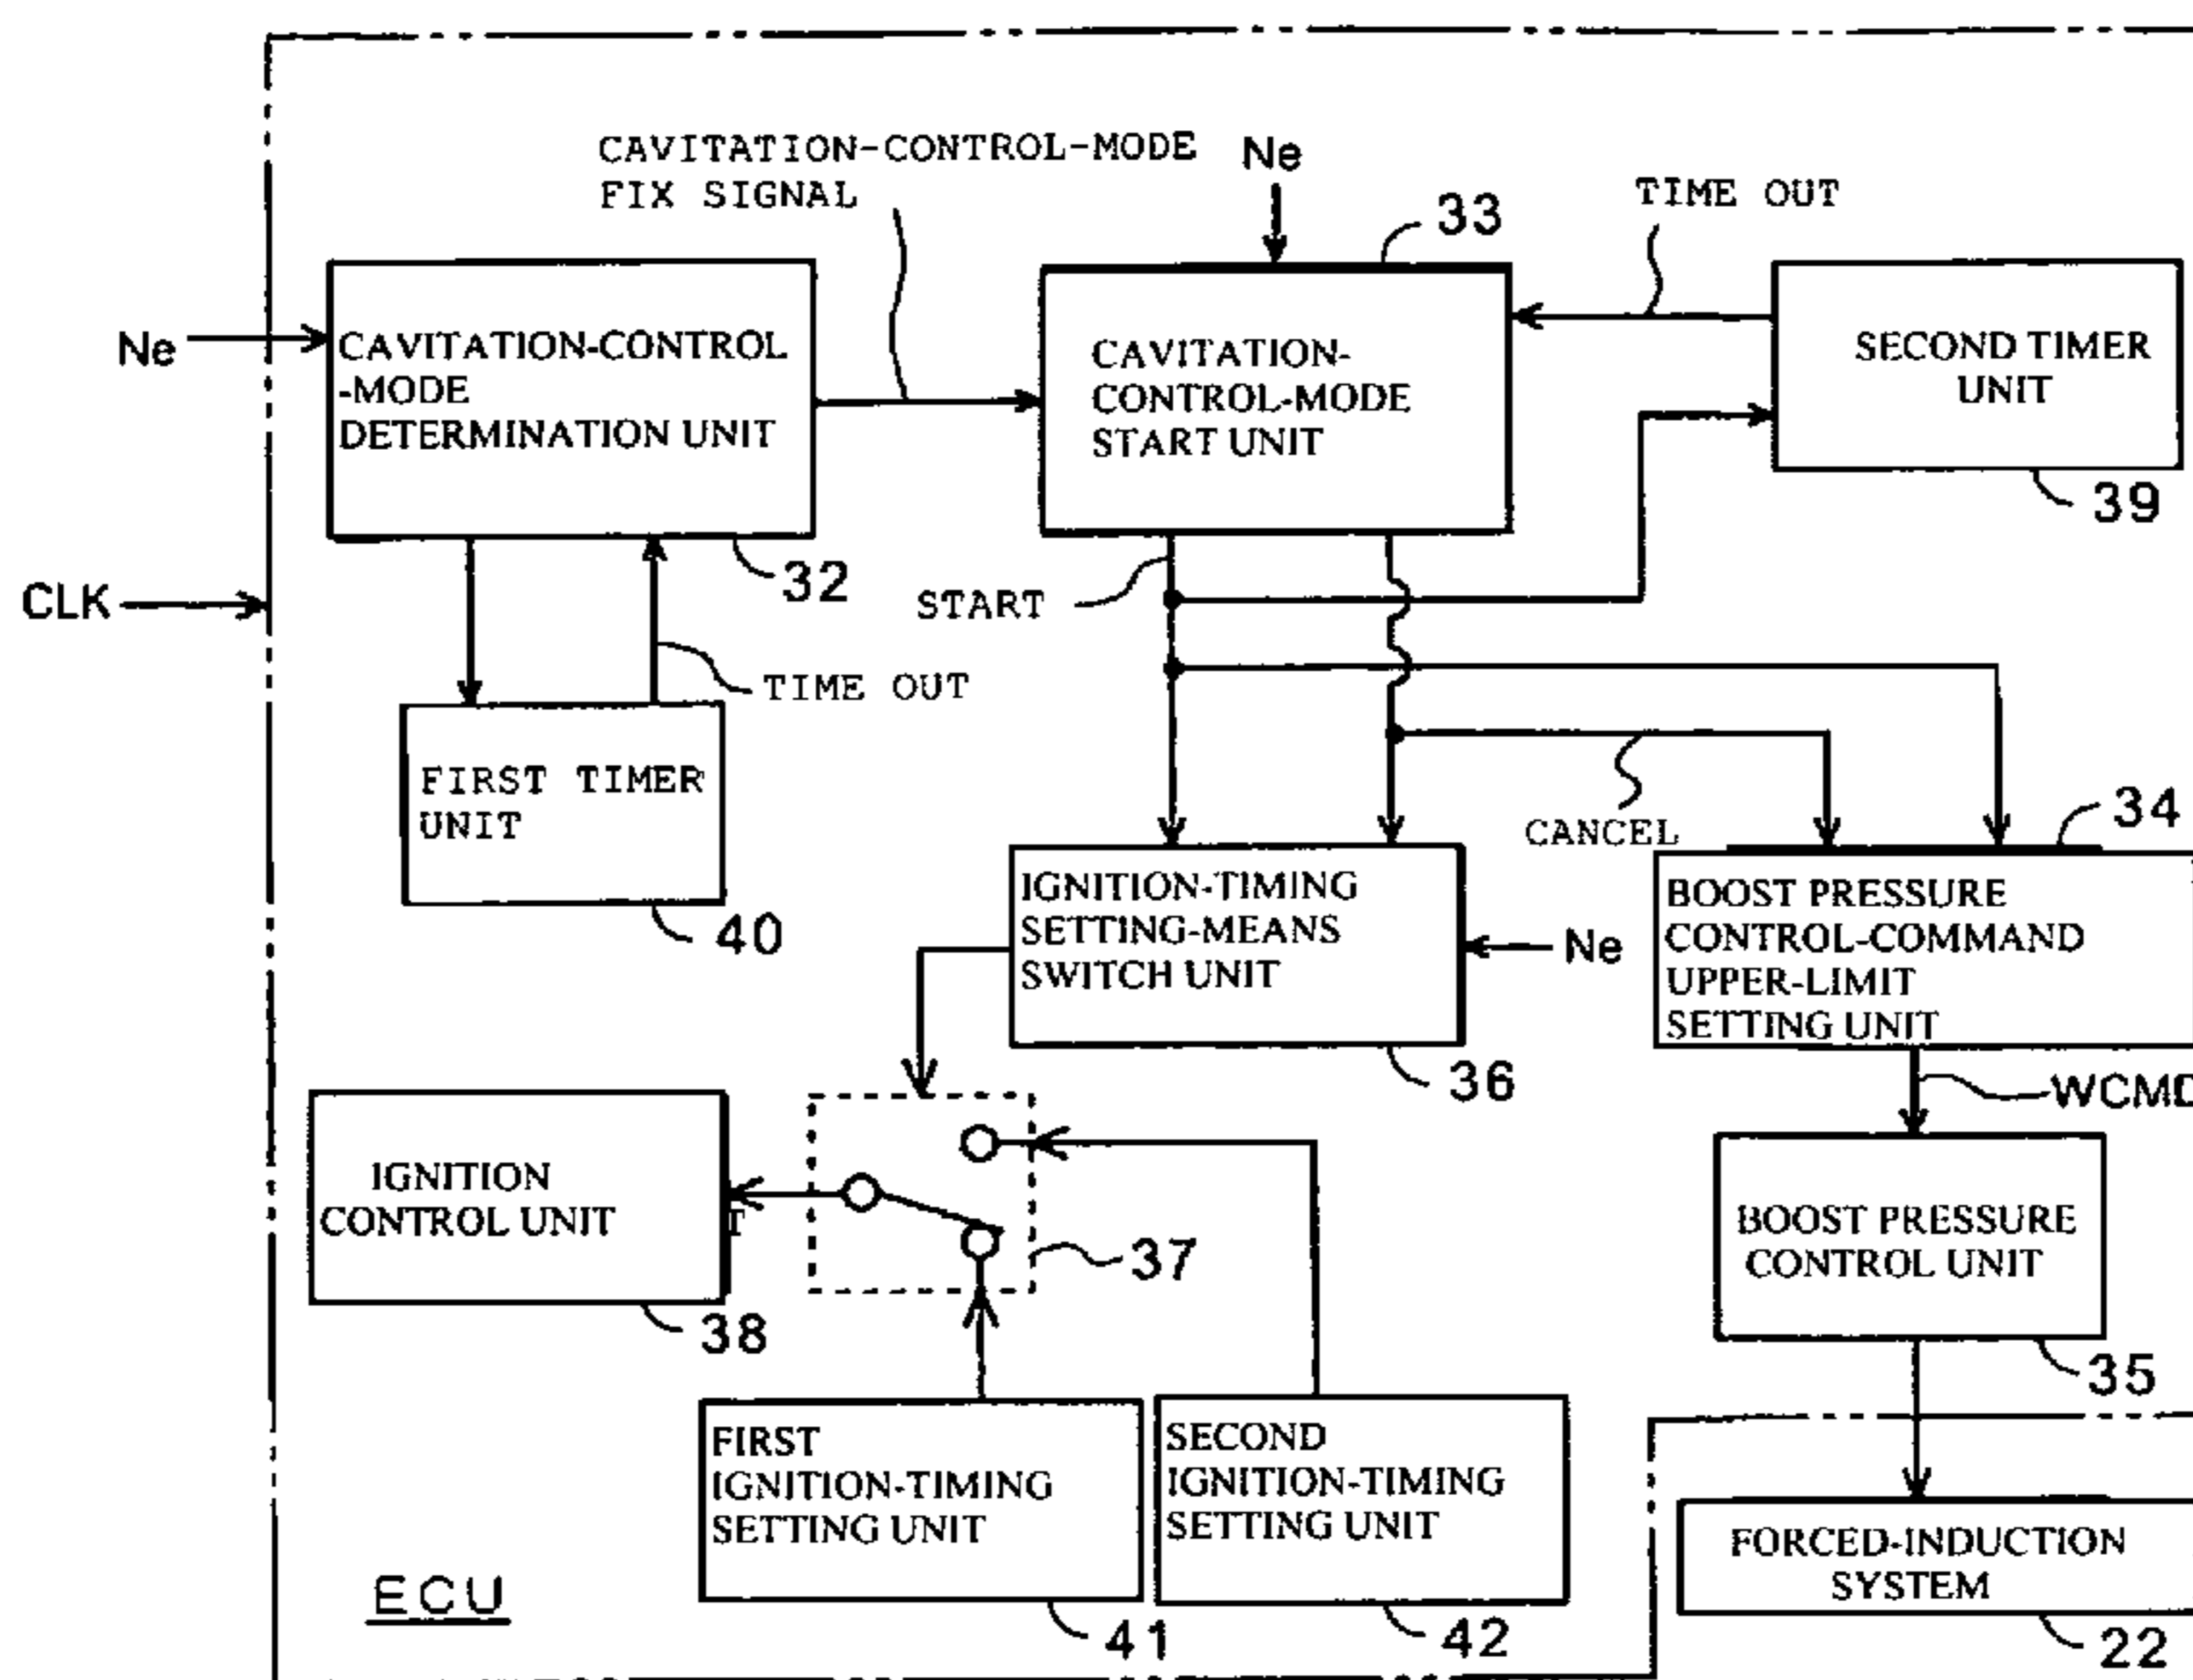 CAVITATION-CONTROL-MODE
FIX SIGNAL
Ne
33
TIME OUT
Ne
CAVITATION-CONTROL
-MODE
DETERMINATION UNIT
CAVITATION-
CONTROL-MODE
START UNIT
SECOND TIMER
UNIT
39
32
CLK
START
TIME OUT
FIRST TIMER
UNIT
40
CANCEL
34
IGNITION-TIMING
SETTING-MEANS
SWITCH UNIT
Ne
BOOST PRESSURE
CONTROL-COMMAND
UPPER-LIMIT
SETTING UNIT
36
WCMD
IGNITION
CONTROL UNIT
T
37
38
BOOST PRESSURE
CONTROL UNIT
35
FIRST
IGNITION-TIMING
SETTING UNIT
SECOND
IGNITION-TIMING
SETTING UNIT
FORCED-INDUCTION
SYSTEM
ECU
41
42
22